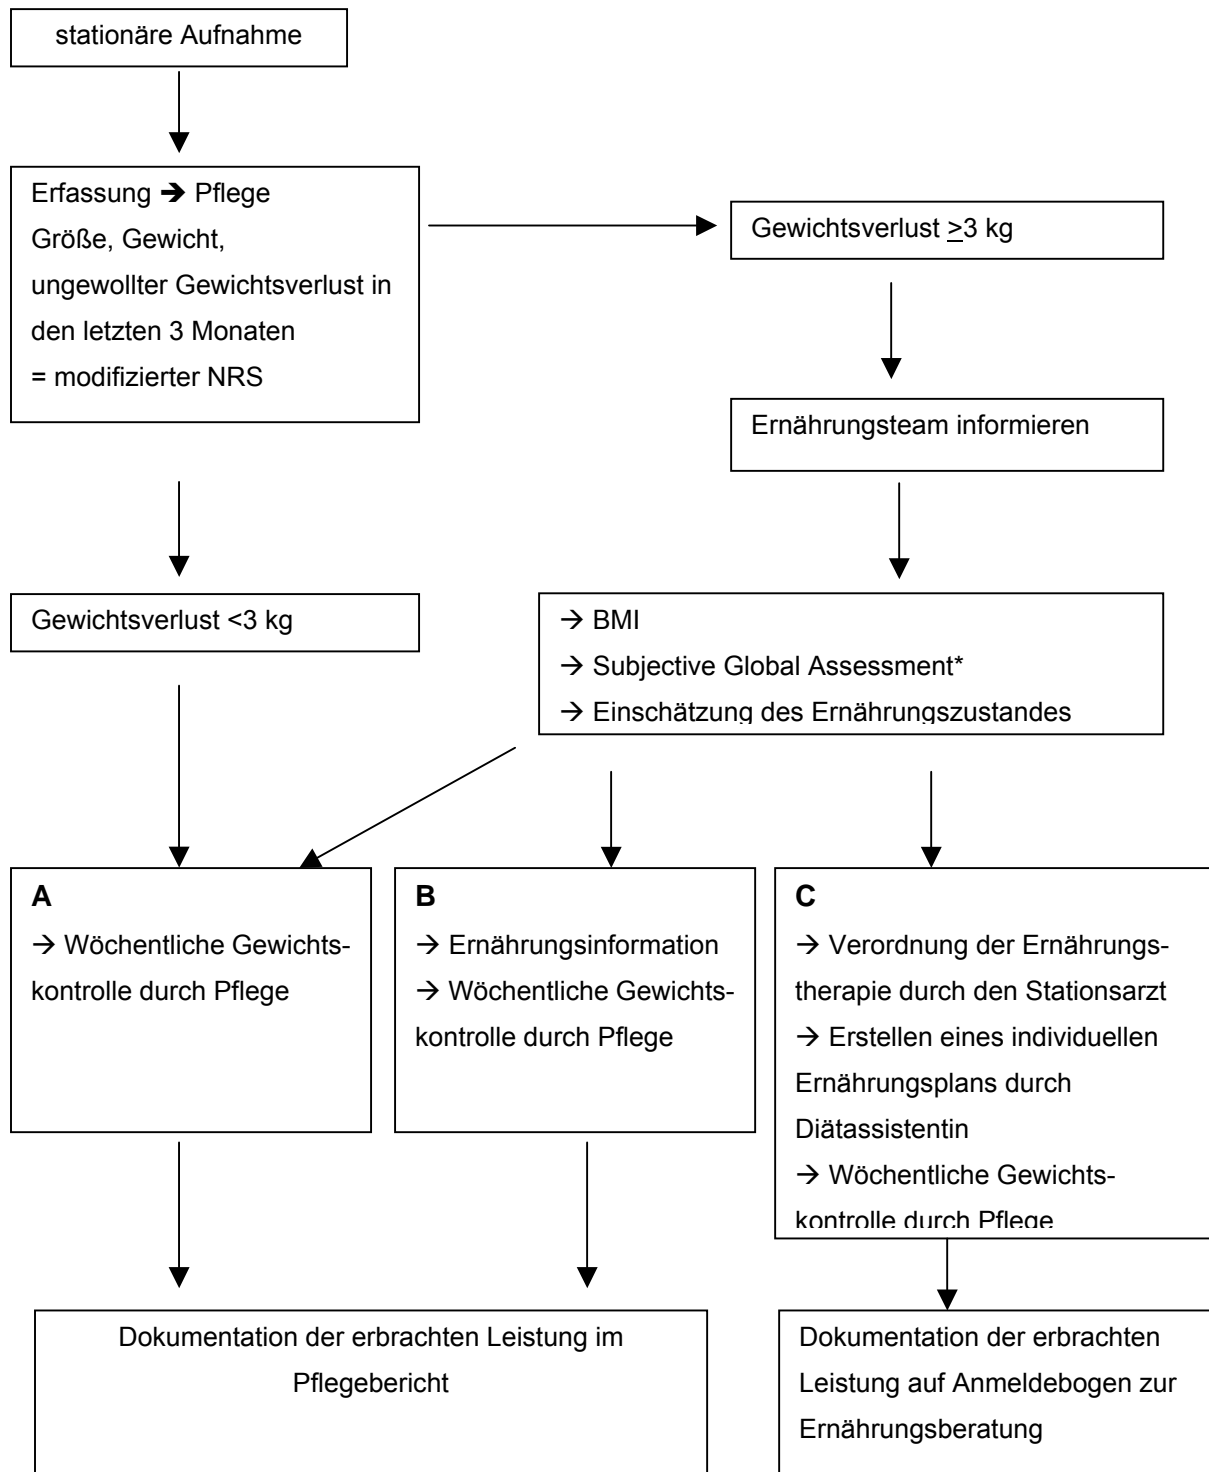 stationäre Aufnahme
Erfassung ➔ Pflege
Größe, Gewicht,
ungewollter Gewichtsverlust in
den letzten 3 Monaten
= modifizierter NRS
Gewichtsverlust ≥3 kg
Ernährungsteam informieren
Gewichtsverlust <3 kg
→ BMI
→ Subjective Global Assessment*
→ Einschätzung des Ernährungszustandes
A
→ Wöchentliche Gewichts-
kontrolle durch Pflege
B
→ Ernährungsinformation
→ Wöchentliche Gewichts-
kontrolle durch Pflege
C
→ Verordnung der Ernährungs-
therapie durch den Stationsarzt
→ Erstellen eines individuellen
Ernährungsplans durch
Diätassistentin
→ Wöchentliche Gewichts-
kontrolle durch Pflege
Dokumentation der erbrachten Leistung im
Pflegebericht
Dokumentation der erbrachten
Leistung auf Anmeldebogen zur
Ernährungsberatung